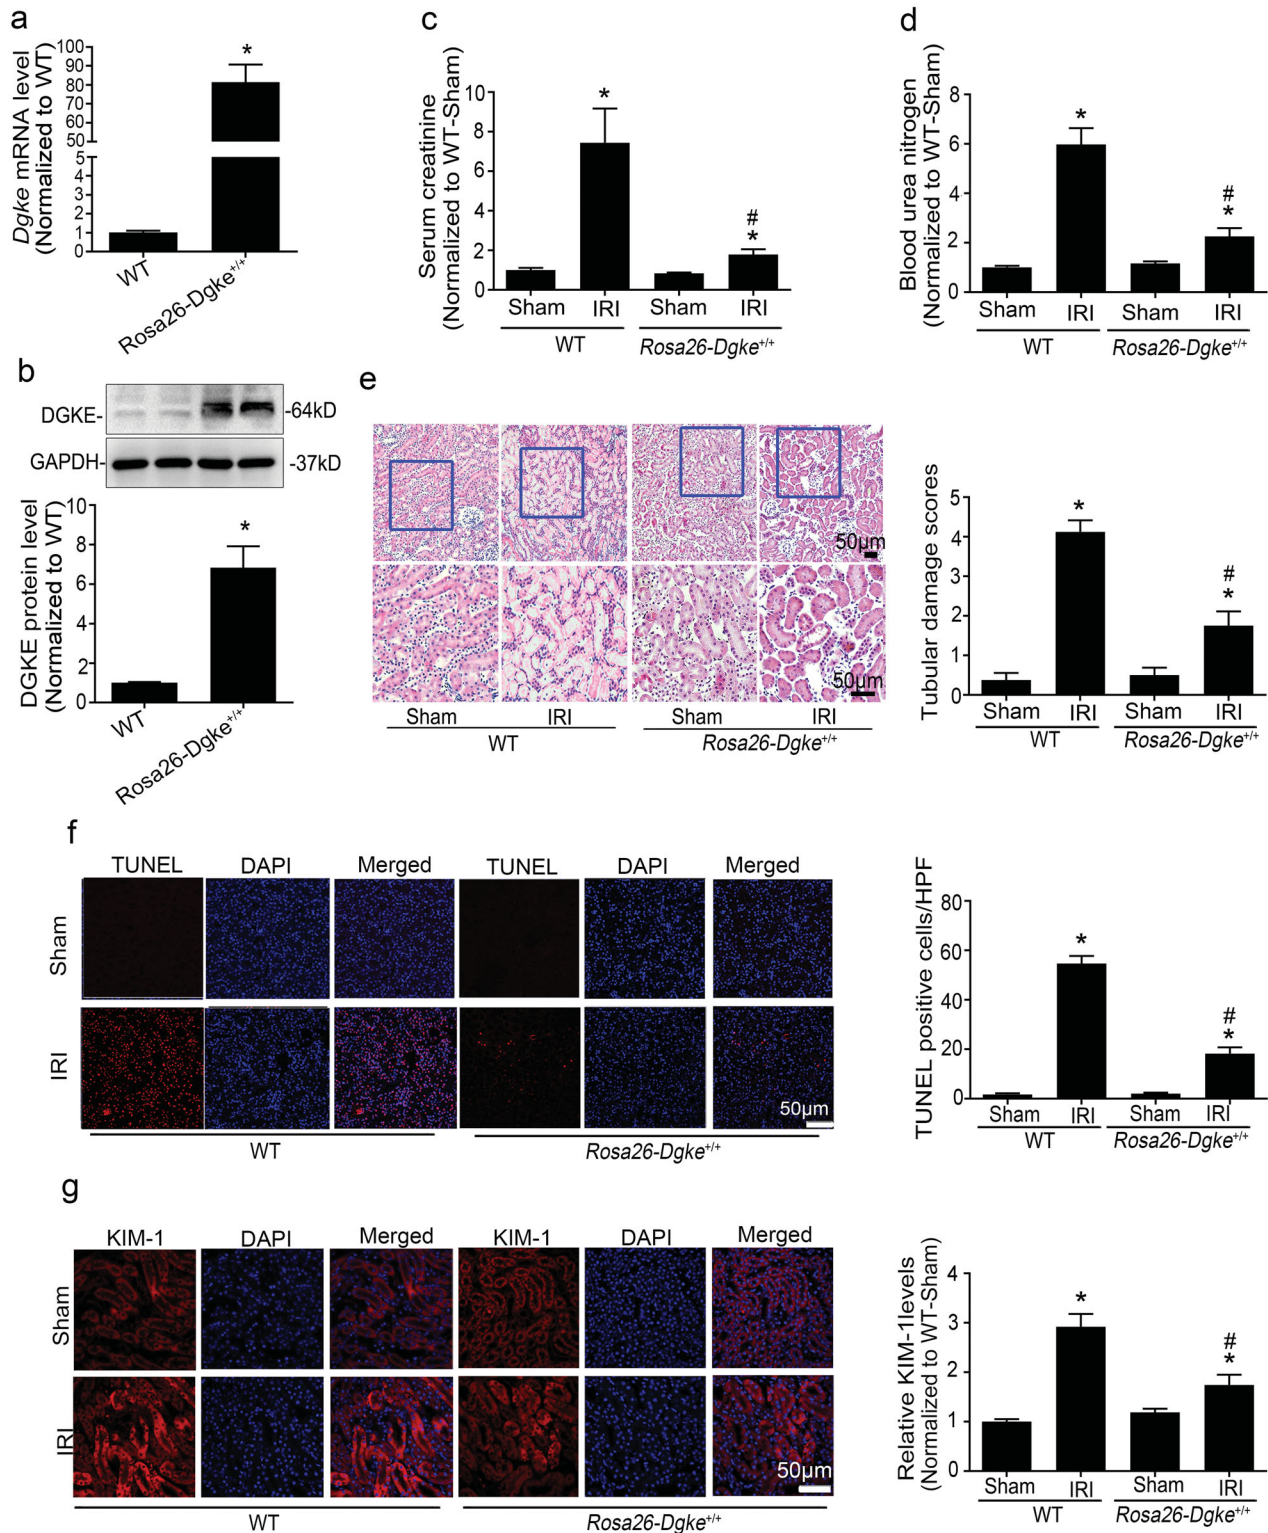 a
Dgke mRNA level
(Normalized to WT)
100
90
80
70
60
50
5
4
3
2
1
0
*
WT
Rosa26-Dgke+/+
b
DGKE-
-64kD
GAPDH-
-37kD
DGKE protein level
(Normalized to WT)
10
8
6
4
2
0
*
WT
Rosa26-Dgke+/+
c
Serum creatinine
(Normalized to WT-Sham)
10
8
6
4
2
0
*
#
*
Sham IRI Sham IRI
WT Rosa26-Dgke+/+
d
Blood urea nitrogen
(Normalized to WT-Sham)
8
6
4
2
0
*
#
*
Sham IRI Sham IRI
WT Rosa26-Dgke+/+
e
50µm
50µm
Sham IRI Sham IRI
WT Rosa26-Dgke+/+
Tubular damage scores
5
4
3
2
1
0
*
#
*
Sham IRI Sham IRI
WT Rosa26-Dgke+/+
f
TUNEL DAPI Merged TUNEL DAPI Merged
Sham
IRI
50µm
WT Rosa26-Dgke+/+
TUNEL positive cells/HPF
80
60
40
20
0
*
#
*
Sham IRI Sham IRI
WT Rosa26-Dgke+/+
g
KIM-1 DAPI Merged KIM-1 DAPI Merged
Sham
IRI
50µm
WT Rosa26-Dgke+/+
Relative KIM-1levels
(Normalized to WT-Sham)
4
3
2
1
0
*
#
*
Sham IRI Sham IRI
WT Rosa26-Dgke+/+